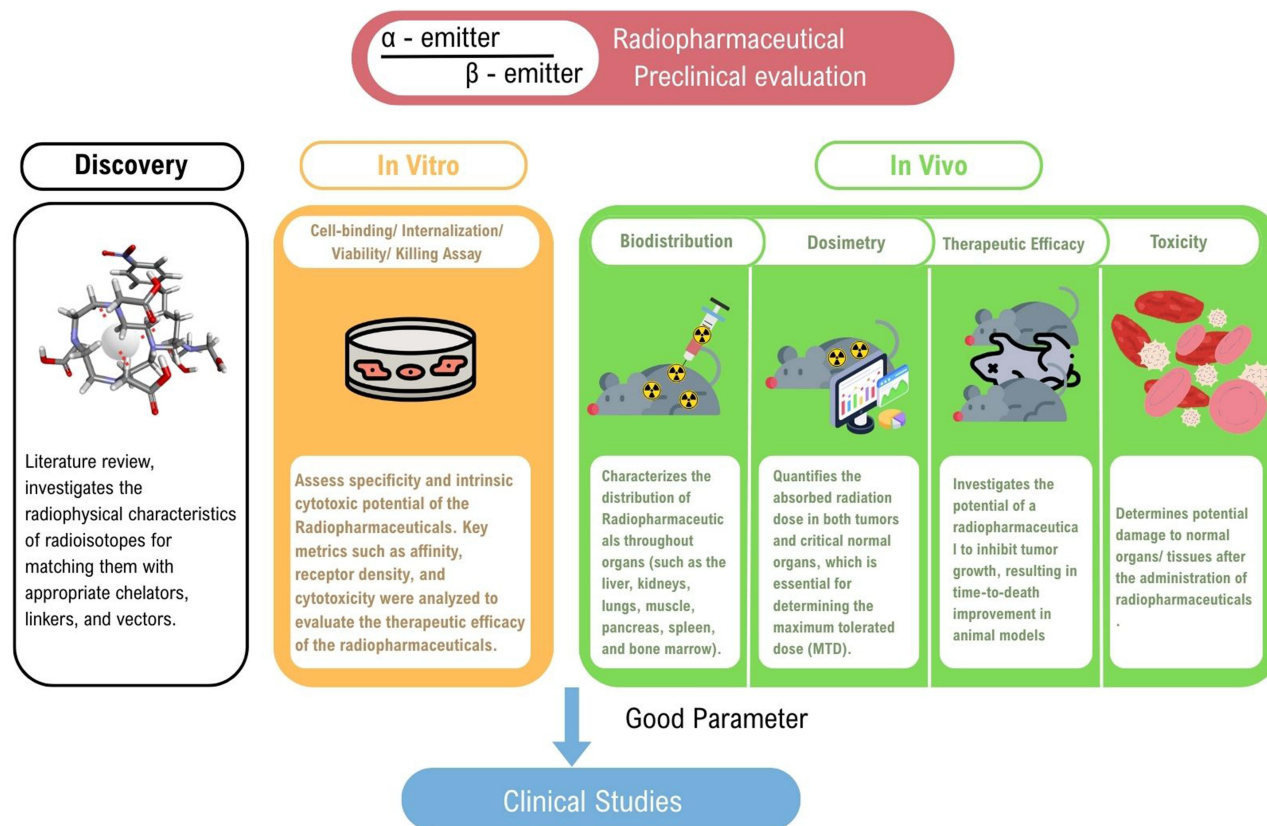 α - emitter
β - emitter
Radiopharmaceutical
Preclinical evaluation
Discovery
Literature review,
investigates the
radiophysical characteristics
of radioisotopes for
matching them with
appropriate chelators,
linkers, and vectors.
In Vitro
Cell-binding/ Internalization/
Viability/ Killing Assay
Assess specificity and intrinsic
cytotoxic potential of the
Radiopharmaceuticals. Key
metrics such as affinity,
receptor density, and
cytotoxicity were analyzed to
evaluate the therapeutic efficacy
of the radiopharmaceuticals.
In Vivo
Biodistribution
Characterizes the
distribution of
Radiopharmaceutic
als throughout
organs (such as the
liver, kidneys,
lungs, muscle,
pancreas, spleen,
and bone marrow).
Dosimetry
Quantifies the
absorbed radiation
dose in both tumors
and critical normal
organs, which is
essential for
determining the
maximum tolerated
dose (MTD).
Therapeutic Efficacy
Investigates the
potential of a
radiopharmaceutica
l to inhibit tumor
growth, resulting in
time-to-death
improvement in
animal models
Toxicity
Determines potential
damage to normal
organs/ tissues after
the administration of
radiopharmaceuticals
.
Good Parameter
Clinical Studies